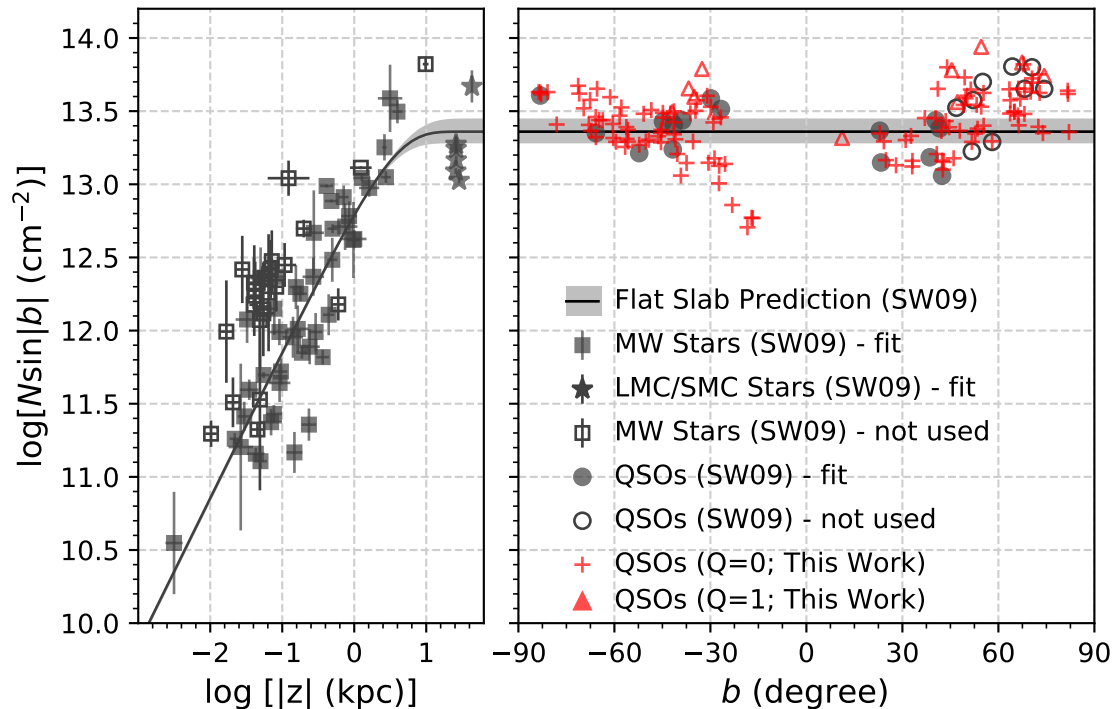 log[Nsin|b| (cm−2)]
14.0
13.5
13.0
12.5
12.0
11.5
11.0
10.5
10.0
−2 −1 0 1
log [|z| (kpc)]
Flat Slab Prediction (SW09)
MW Stars (SW09) - fit
LMC/SMC Stars (SW09) - fit
MW Stars (SW09) - not used
QSOs (SW09) - fit
QSOs (SW09) - not used
QSOs (Q=0; This Work)
QSOs (Q=1; This Work)
−90 −60 −30 0 30 60 90
b (degree)